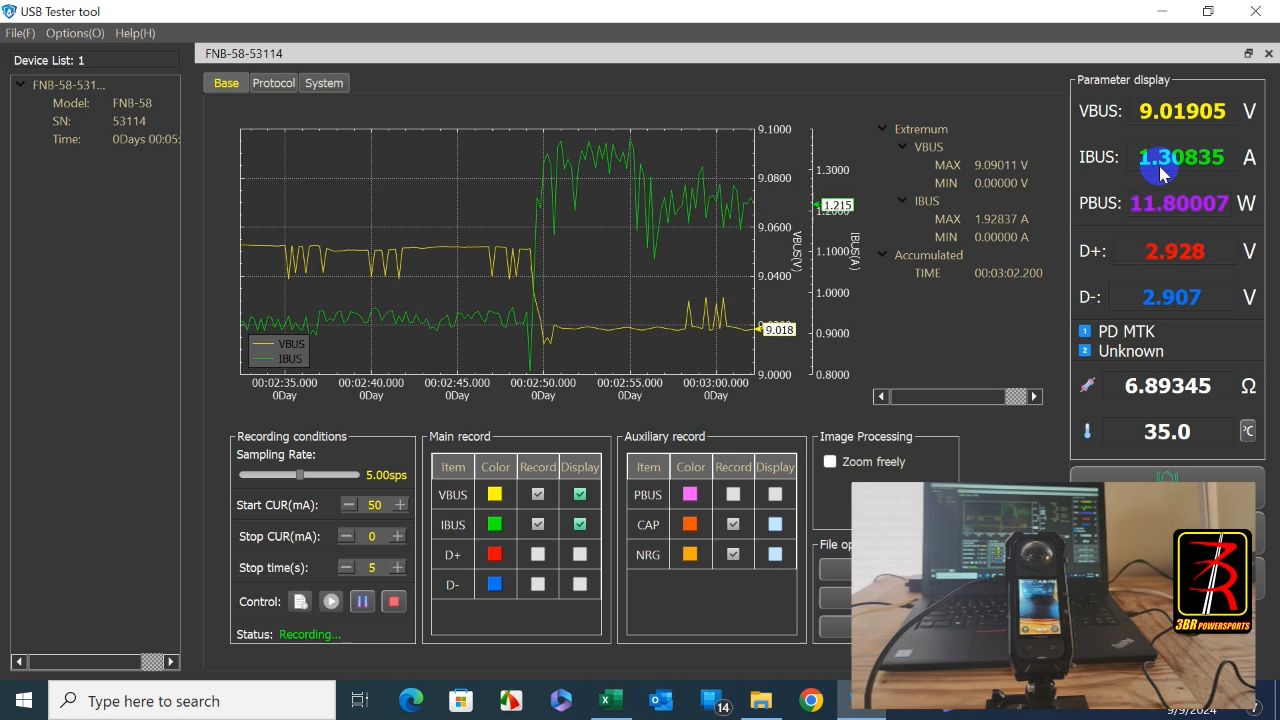 USB Tester tool
File(F) Options(O) Help(H)
Device List: 1
FNB-58-531...
Model: FNB-58
SN: 53114
Time: 0Days 00:05:
FNB-58-53114
Base Protocol System
9.1000
9.0800
9.0600
9.0400
9.0000
VBUS(V)
1.3000
1.1000
1.0000
0.9000
0.8000
IBUS(A)
1.215
9.018
VBUS
IBUS
00:02:35.000 00:02:40.000 00:02:45.000 00:02:50.000 00:02:55.000 00:03:00.000
0Day 0Day 0Day 0Day 0Day 0Day
Extremum
VBUS
MAX 9.09011 V
MIN 0.00000 V
IBUS
MAX 1.92837 A
MIN 0.00000 A
Accumulated
TIME 00:03:02.200
Parameter display
VBUS: 9.01905 V
IBUS: 1.30835 A
PBUS: 11.80007 W
D+: 2.928 V
D-: 2.907 V
1 PD MTK
2 Unknown
6.89345 Ω
35.0 °C
Recording conditions
Sampling Rate:
5.00sps
Start CUR(mA): 50
Stop CUR(mA): 0
Stop time(s): 5
Control:
Status: Recording...
Main record
Item Color Record Display
VBUS
IBUS
D+
D-
Auxiliary record
Item Color Record Display
PBUS
CAP
NRG
Image Processing
Zoom freely
File op
3BR POWERSPORTS
Type here to search
14
9/9/2024